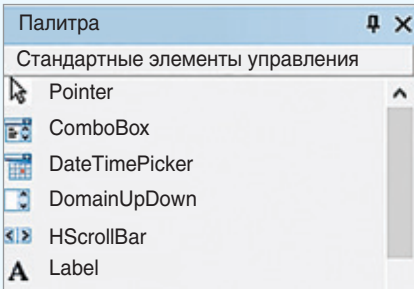 Палитра
Стандартные элементы управления
Pointer
ComboBox
DateTimePicker
DomainUpDown
HScrollBar
Label